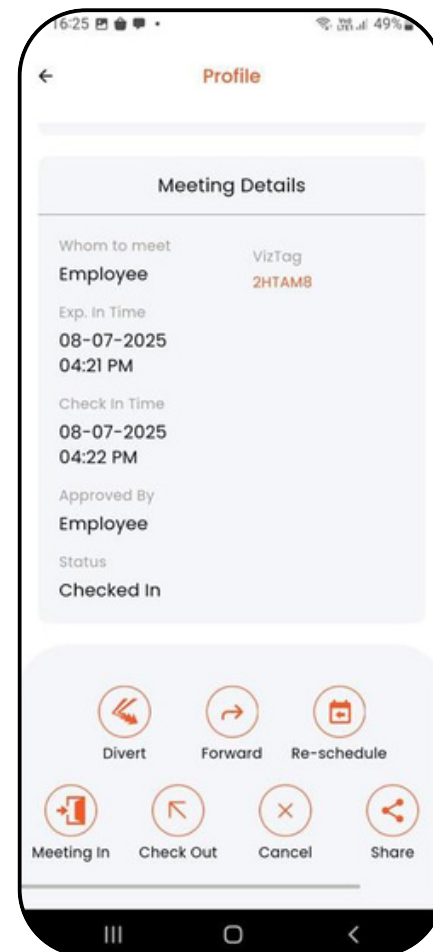 16:25
49%
Profile
Meeting Details
Whom to meet
Employee
VizTag
2HTAM8
Exp. In Time
08-07-2025
04:21 PM
Check In Time
08-07-2025
04:22 PM
Approved By
Employee
Status
Checked In
Divert
Forward
Re-schedule
Meeting In
Check Out
Cancel
Share